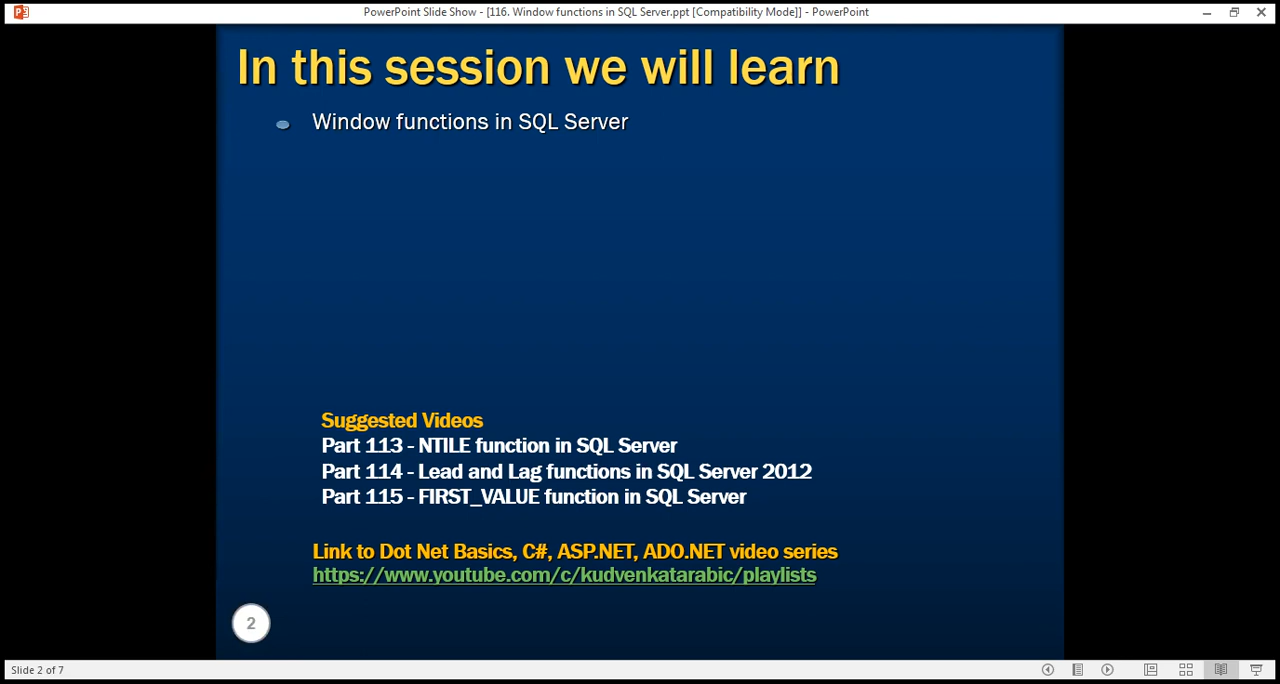 PowerPoint Slide Show - [116. Window functions in SQL Server.ppt [Compatibility Mode]] - PowerPoint
In this session we will learn
Window functions in SQL Server
Suggested Videos
Part 113 - NTILE function in SQL Server
Part 114 - Lead and Lag functions in SQL Server 2012
Part 115 - FIRST_VALUE function in SQL Server
Link to Dot Net Basics, C#, ASP.NET, ADO.NET video series
https://www.youtube.com/c/kudvenkatarabic/playlists
2
Slide 2 of 7